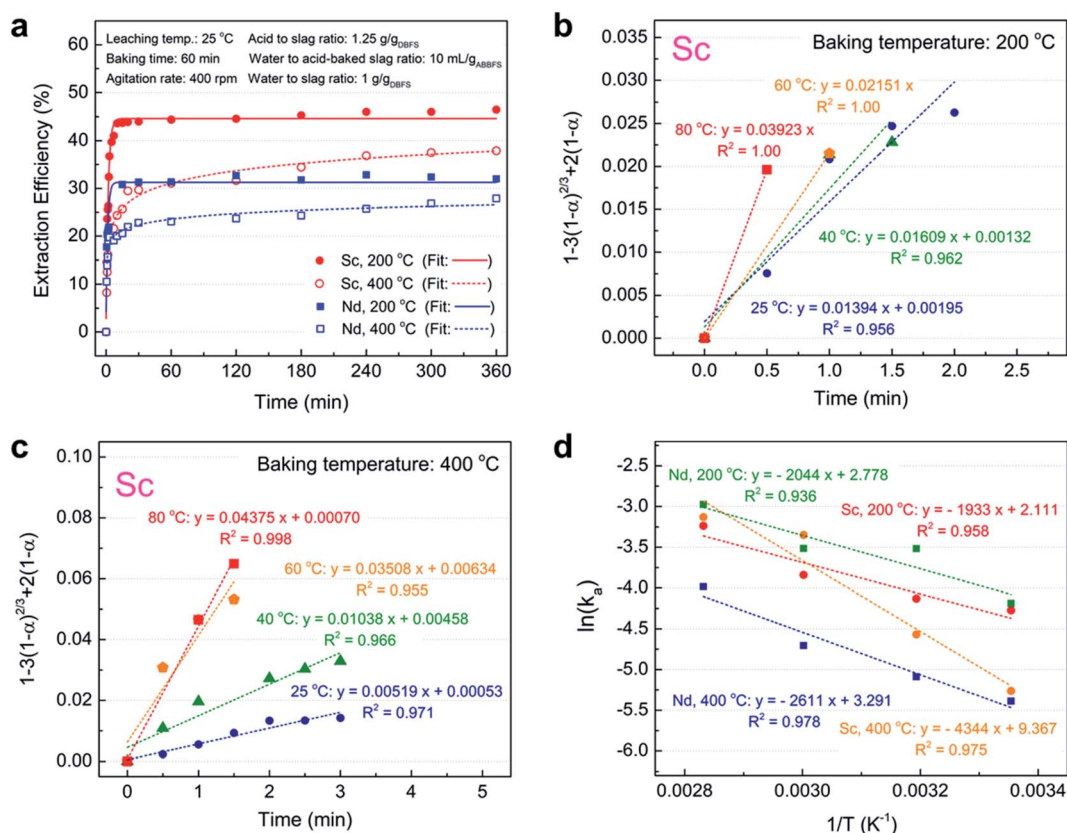 a
Leaching temp.: 25 °C Acid to slag ratio: 1.25 g/g_DBFS
Baking time: 60 min Water to acid-baked slag ratio: 10 mL/g_ABBFS
Agitation rate: 400 rpm Water to slag ratio: 1 g/g_DBFS
Extraction Efficiency (%)
60
50
40
30
20
10
0
Sc, 200 °C (Fit: )
Sc, 400 °C (Fit: )
Nd, 200 °C (Fit: )
Nd, 400 °C (Fit: )
0 60 120 180 240 300 360
Time (min)
b
Sc
Baking temperature: 200 °C
1-3(1-α)^2/3+2(1-α)
0.035
0.030
0.025
0.020
0.015
0.010
0.005
0.000
60 °C: y = 0.02151 x
R² = 1.00
80 °C: y = 0.03923 x
R² = 1.00
40 °C: y = 0.01609 x + 0.00132
R² = 0.962
25 °C: y = 0.01394 x + 0.00195
R² = 0.956
0.0 0.5 1.0 1.5 2.0 2.5
Time (min)
c
Sc
Baking temperature: 400 °C
1-3(1-α)^2/3+2(1-α)
0.10
0.08
0.06
0.04
0.02
0.00
80 °C: y = 0.04375 x + 0.00070
R² = 0.998
60 °C: y = 0.03508 x + 0.00634
R² = 0.955
40 °C: y = 0.01038 x + 0.00458
R² = 0.966
25 °C: y = 0.00519 x + 0.00053
R² = 0.971
0 1 2 3 4 5
Time (min)
d
ln(k_a)
-2.5
-3.0
-3.5
-4.0
-4.5
-5.0
-5.5
-6.0
Nd, 200 °C: y = - 2044 x + 2.778
R² = 0.936
Sc, 200 °C: y = - 1933 x + 2.111
R² = 0.958
Nd, 400 °C: y = -2611 x + 3.291
R² = 0.978
Sc, 400 °C: y = - 4344 x + 9.367
R² = 0.975
0.0028 0.0030 0.0032 0.0034
1/T (K⁻¹)